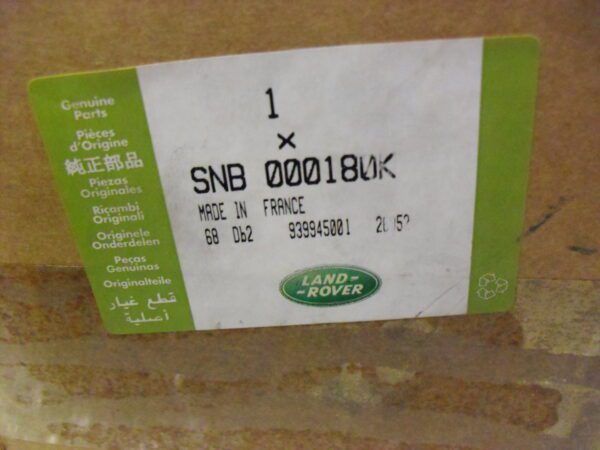 Genuine
Parts
Pièces
d'Origine
純正部品
Piezas
Originales
Ricambi
Originali
Originele
Onderdelen
Peças
Genuinas
Originalteile
قطع غيار
أصلية
1
×
SNB 000180K
MADE IN FRANCE
68 Db2 939945001
LAND-
-ROVER